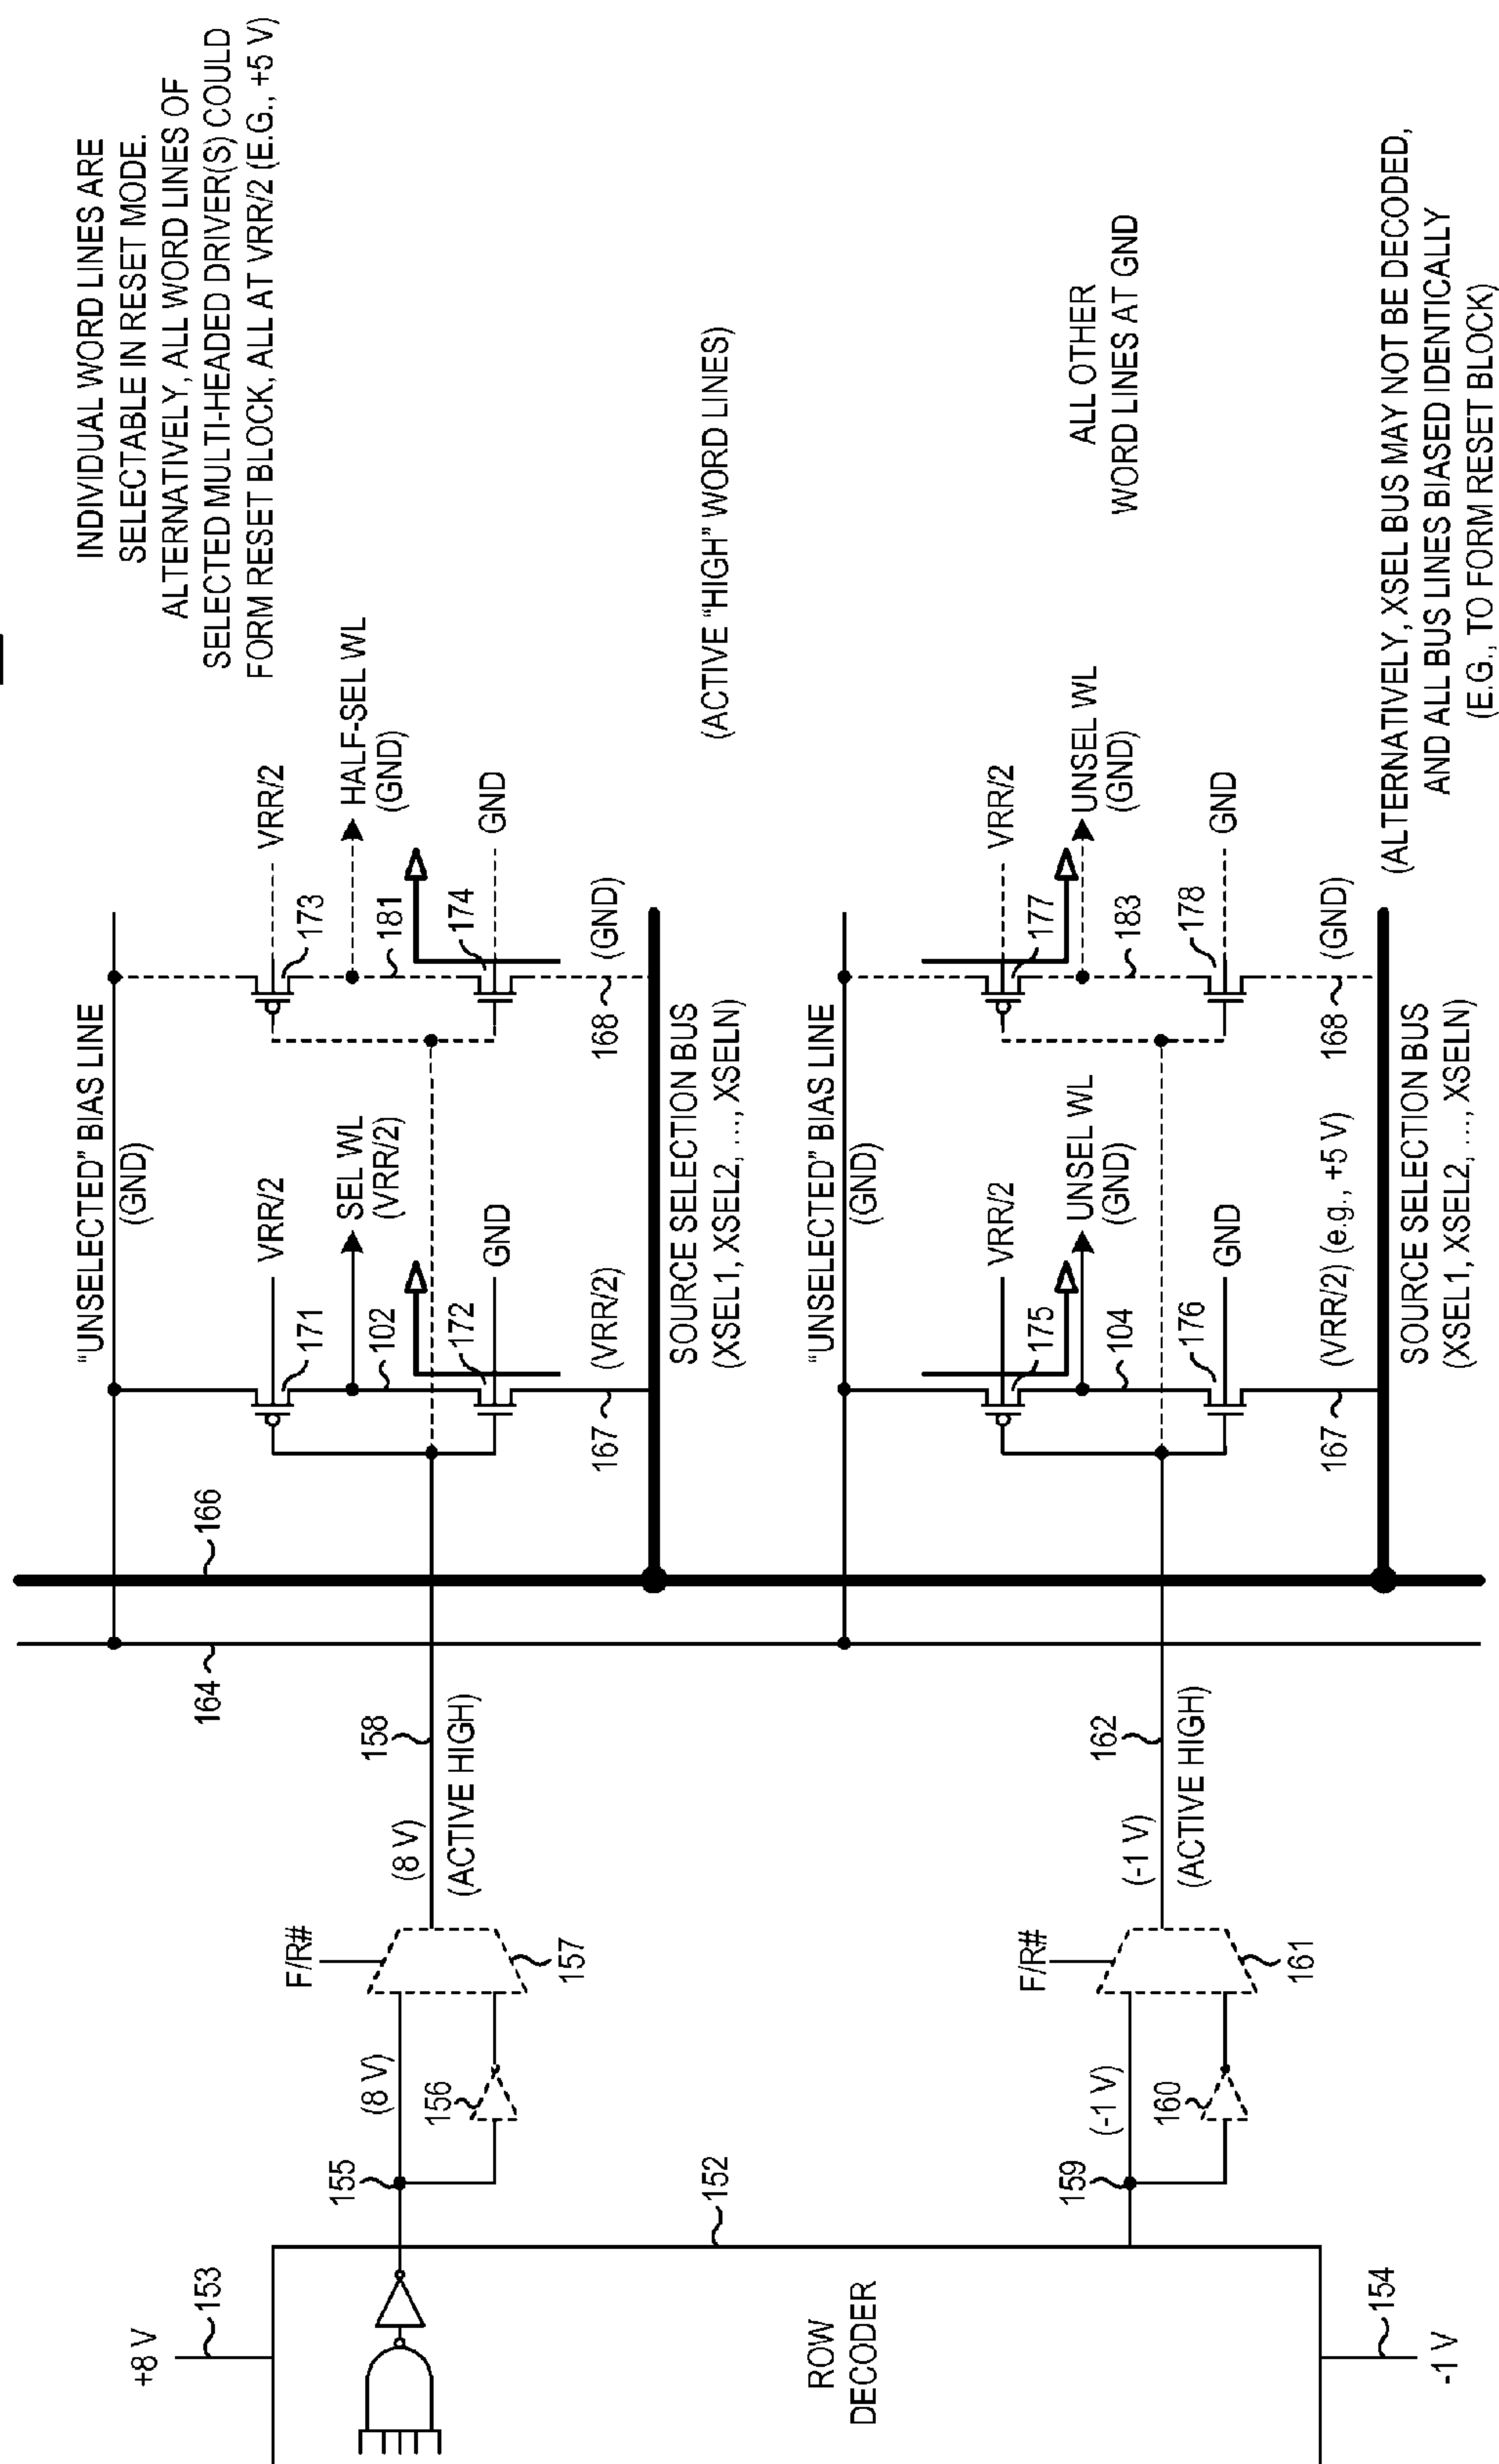 INDIVIDUAL WORD LINES ARE
SELECTABLE IN RESET MODE.
ALTERNATIVELY, ALL WORD LINES OF
SELECTED MULTI-HEADED DRIVER(S) COULD
FORM RESET BLOCK, ALL AT VRR/2 (E.G., +5 V)
+8 V
153
ROW
DECODER
152
154
-1 V
155
(8 V)
156
F/R#
157
(8 V)
158
(ACTIVE HIGH)
159
(-1 V)
160
F/R#
161
(-1 V)
162
(ACTIVE HIGH)
164
166
"UNSELECTED" BIAS LINE
(GND)
VRR/2
171
SEL WL
(VRR/2)
102
172
GND
167
(VRR/2)
VRR/2
173
HALF-SEL WL
(GND)
181
174
GND
168
(GND)
SOURCE SELECTION BUS
(XSEL1, XSEL2, ..., XSELN)
(ACTIVE "HIGH" WORD LINES)
"UNSELECTED" BIAS LINE
(GND)
VRR/2
175
UNSEL WL
(GND)
104
176
GND
167
(VRR/2) (e.g., +5 V)
VRR/2
177
UNSEL WL
(GND)
183
178
GND
168
(GND)
SOURCE SELECTION BUS
(XSEL1, XSEL2, ..., XSELN)
ALL OTHER
WORD LINES AT GND
(ALTERNATIVELY, XSEL BUS MAY NOT BE DECODED,
AND ALL BUS LINES BIASED IDENTICALLY
(E.G., TO FORM RESET BLOCK)